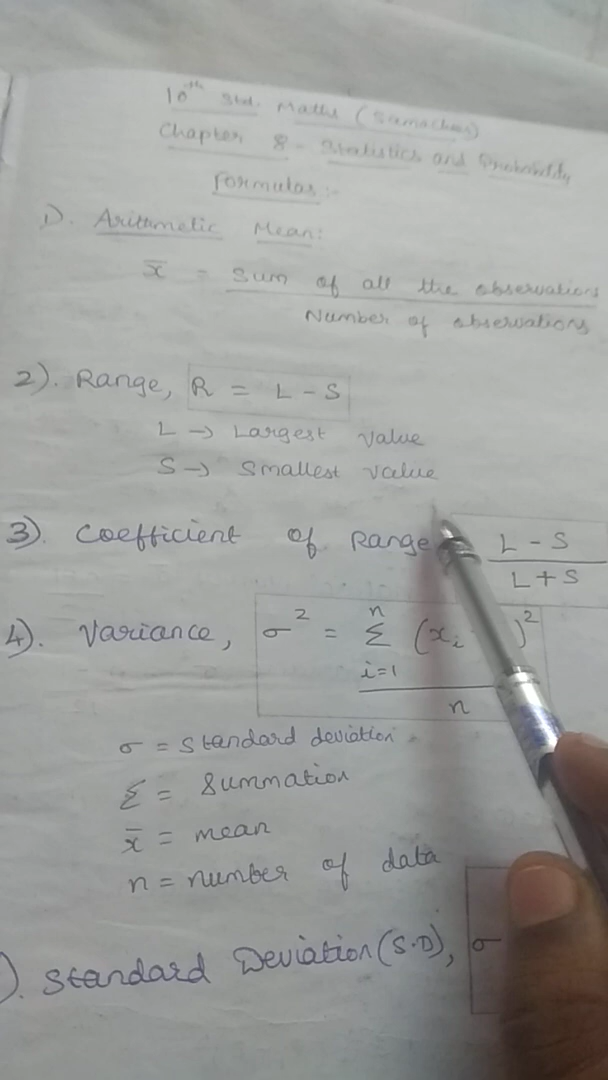 10th Std. Maths (Samacheer)
Chapter 8 - Statistics and Probability
Formulas:-
1). Arithmetic Mean:
x̄ = Sum of all the observations
Number of observations
2). Range, R = L - S
L → Largest value
S → Smallest value
3). Coefficient of Range L - S
L + S
4). Variance, σ² = n Σ i=1 (xᵢ )²
n
σ = Standard deviation.
Σ = Summation
x̄ = mean
n = number of data
). Standard Deviation (S.D), σ